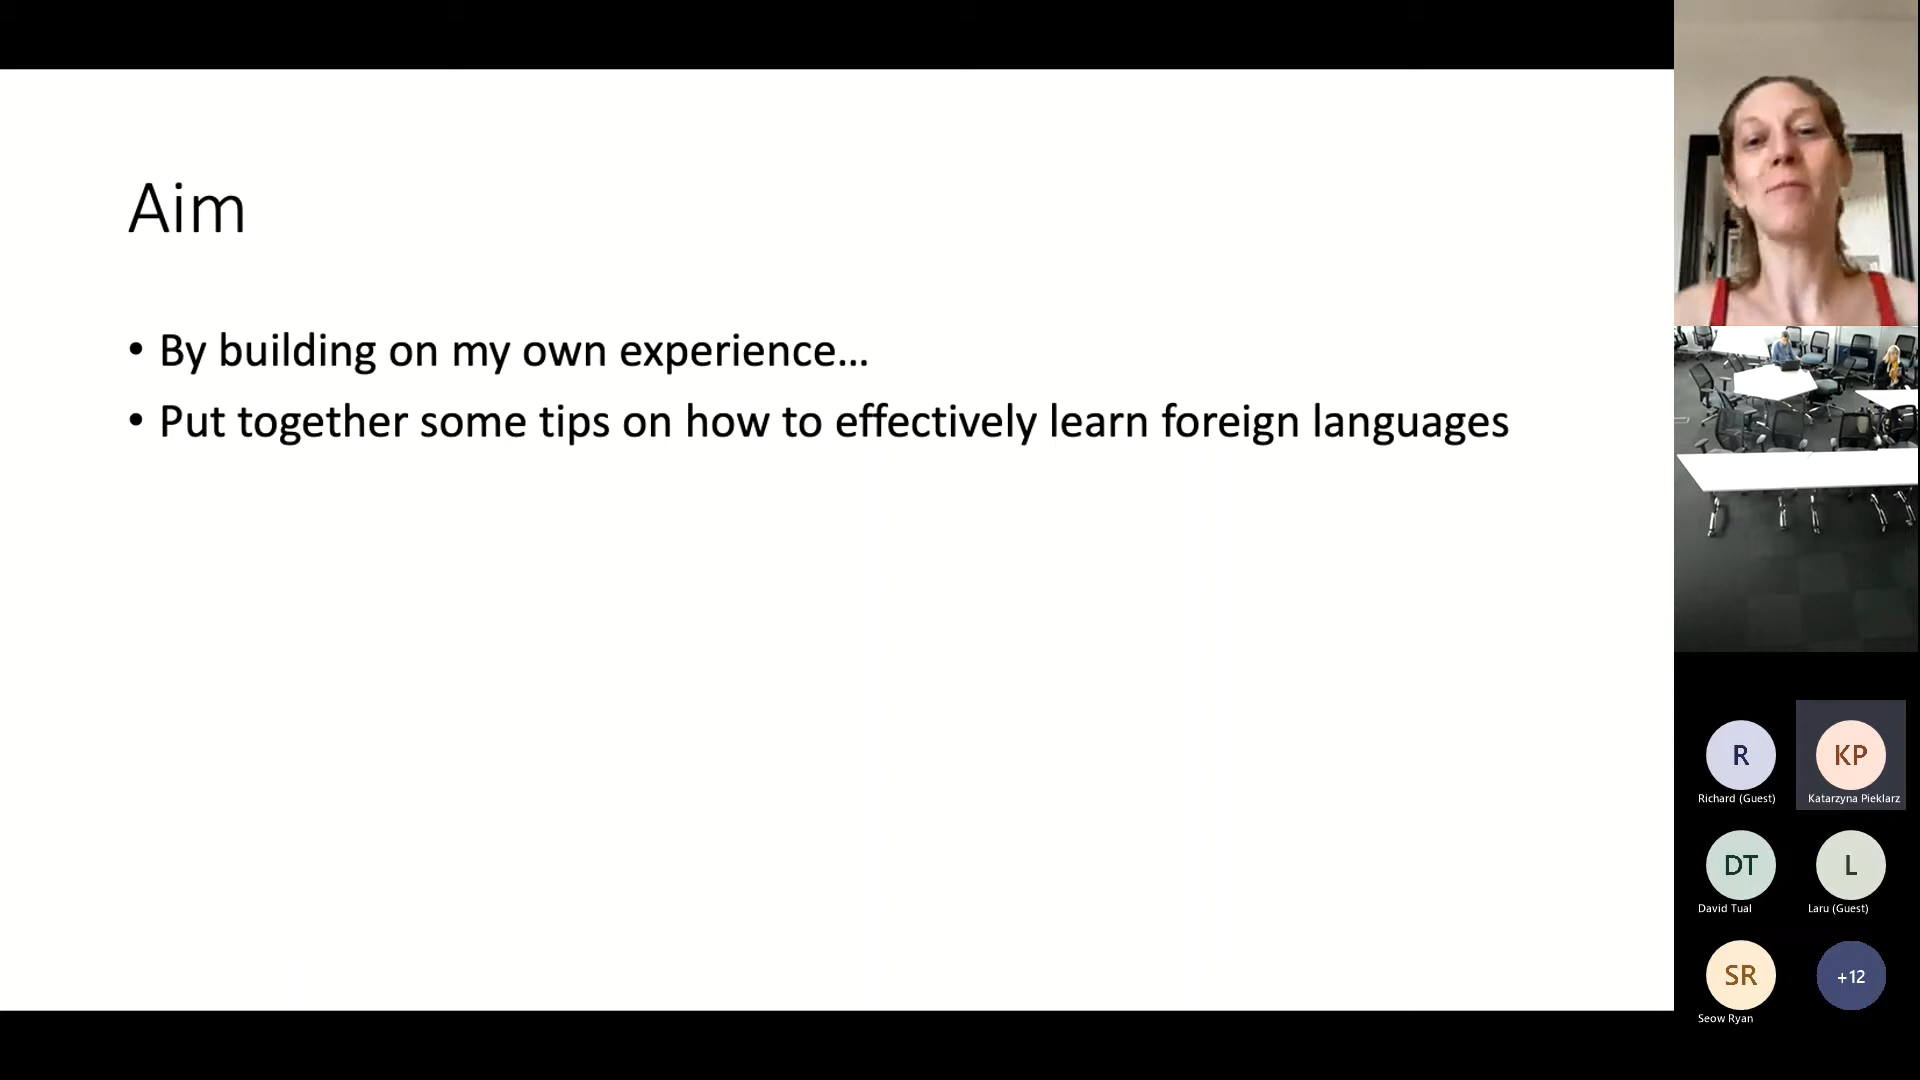 Aim
• By building on my own experience...
• Put together some tips on how to effectively learn foreign languages
R
Richard (Guest)
KP
Katarzyna Pieklarz
DT
David Tual
L
Laru (Guest)
SR
Seow Ryan
+12